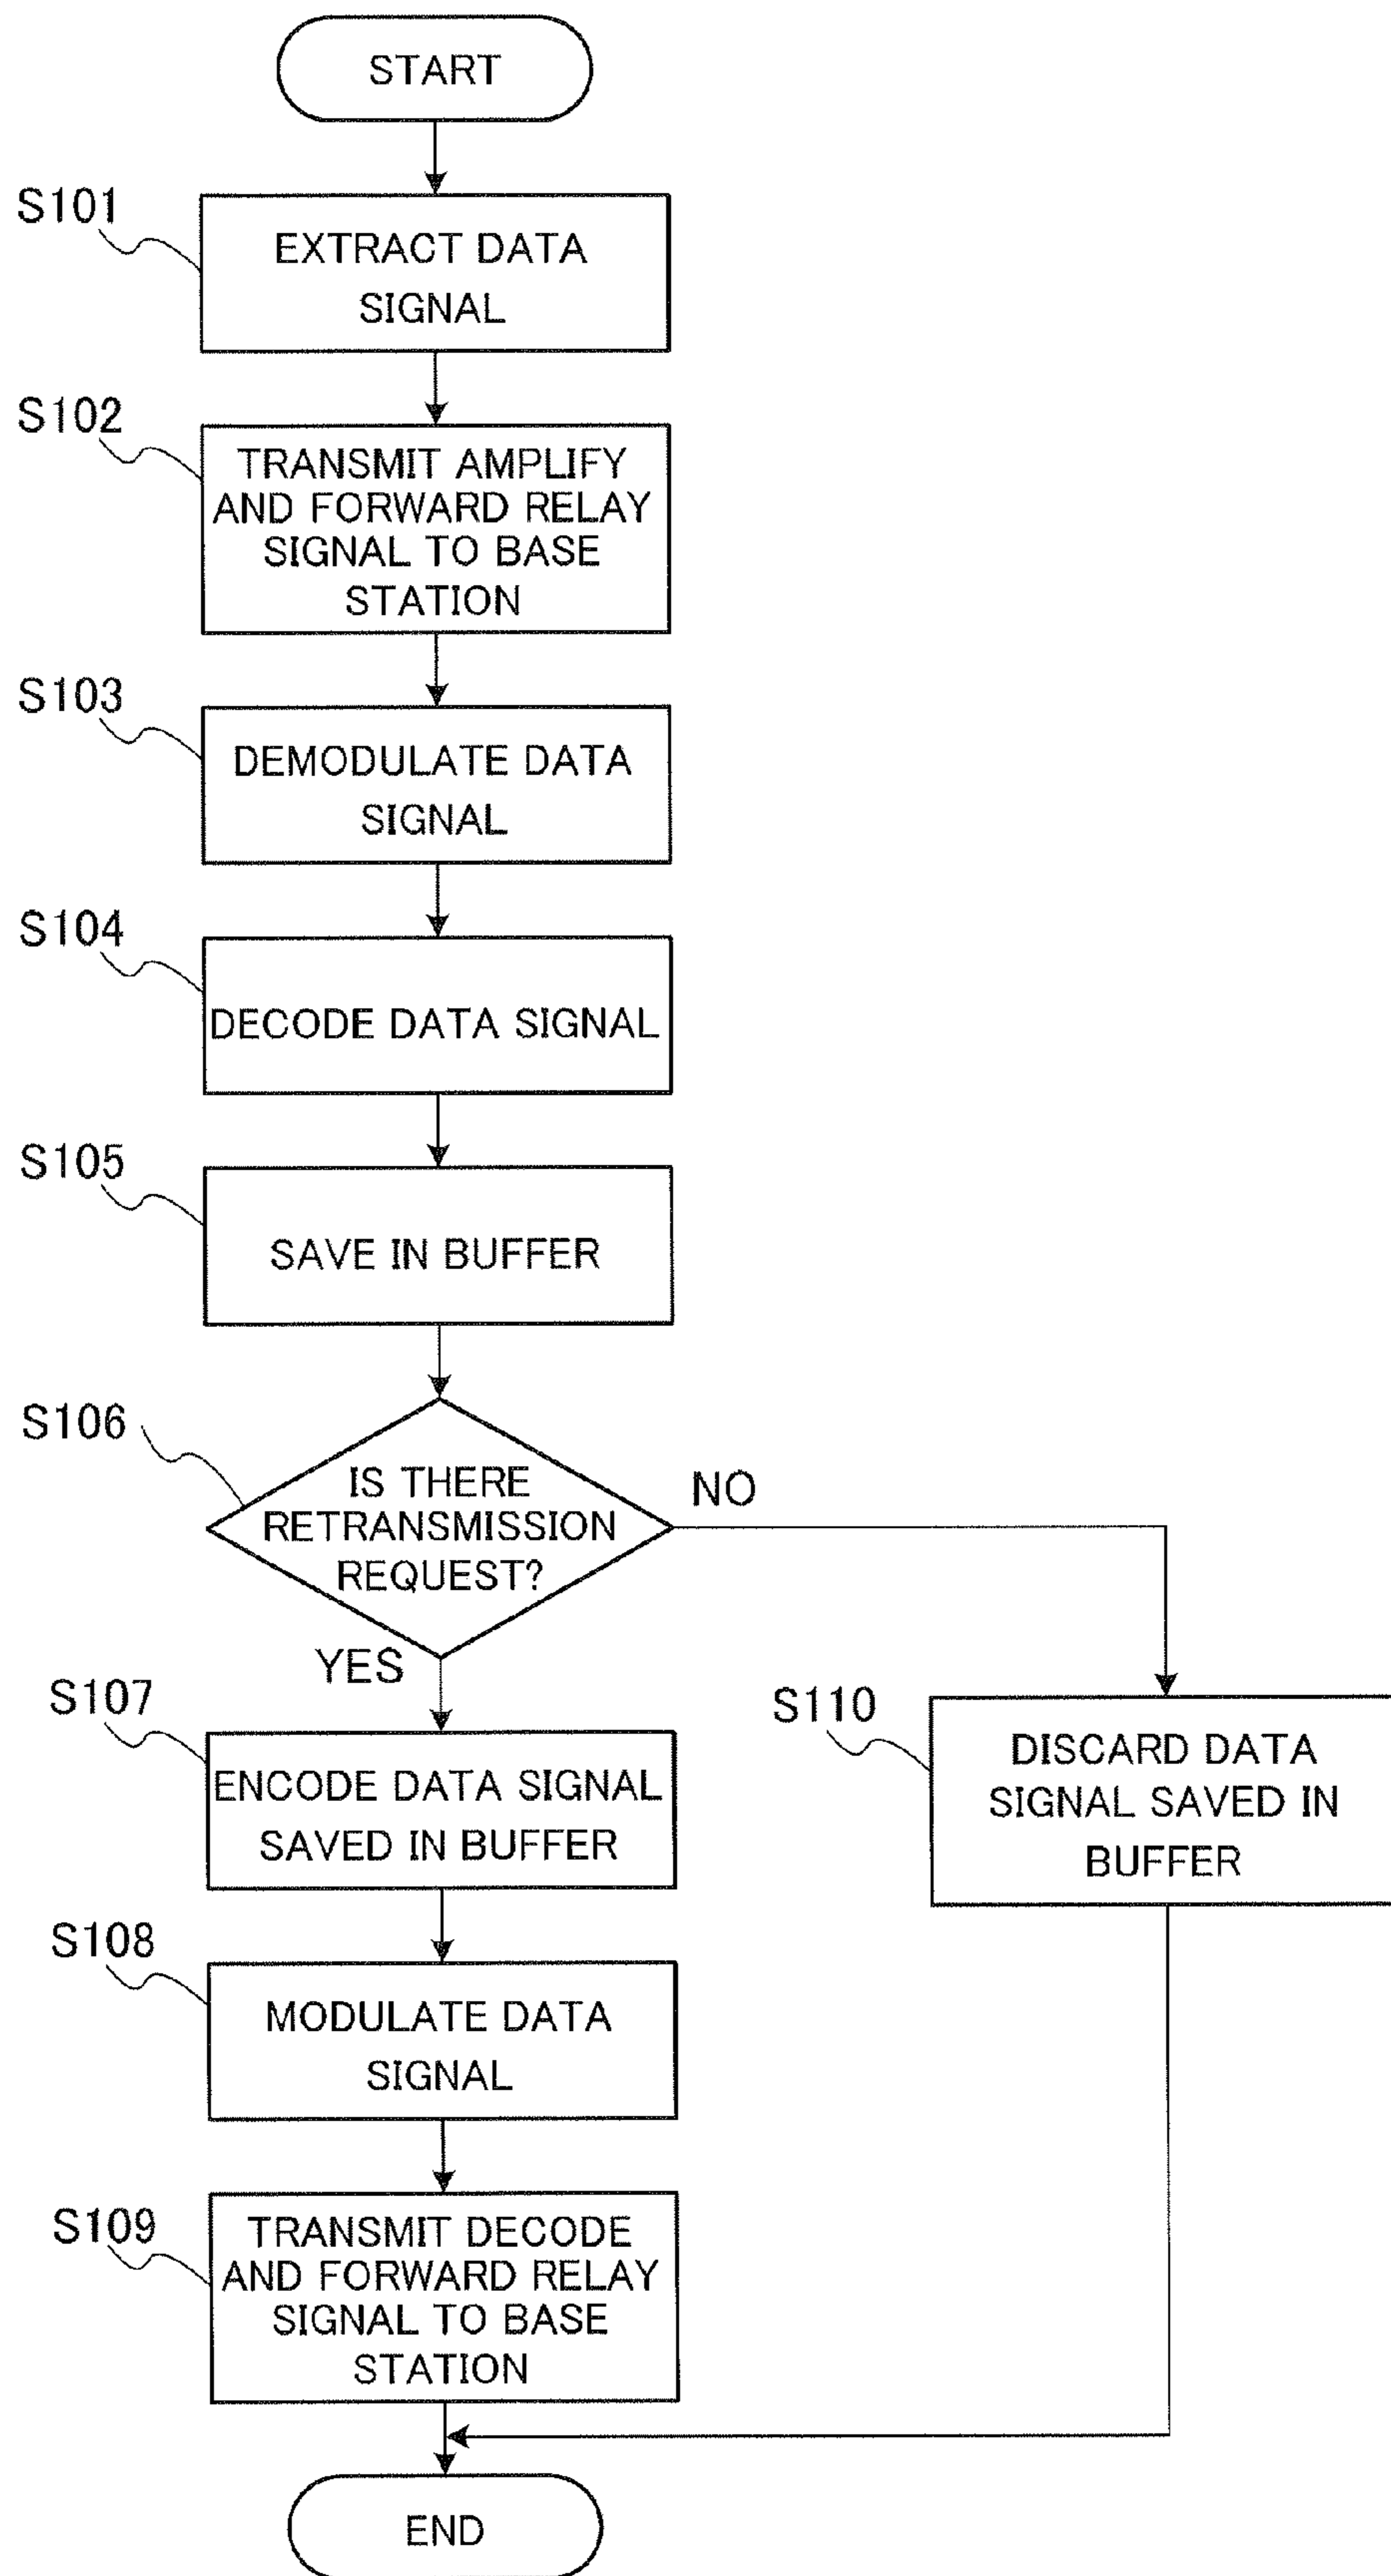 START
S101
EXTRACT DATA
SIGNAL
S102
TRANSMIT AMPLIFY
AND FORWARD RELAY
SIGNAL TO BASE
STATION
S103
DEMODULATE DATA
SIGNAL
S104
DECODE DATA SIGNAL
S105
SAVE IN BUFFER
S106
IS THERE
RETRANSMISSION
REQUEST?
NO
YES
S107
ENCODE DATA SIGNAL
SAVED IN BUFFER
S110
DISCARD DATA
SIGNAL SAVED IN
BUFFER
S108
MODULATE DATA
SIGNAL
S109
TRANSMIT DECODE
AND FORWARD RELAY
SIGNAL TO BASE
STATION
END